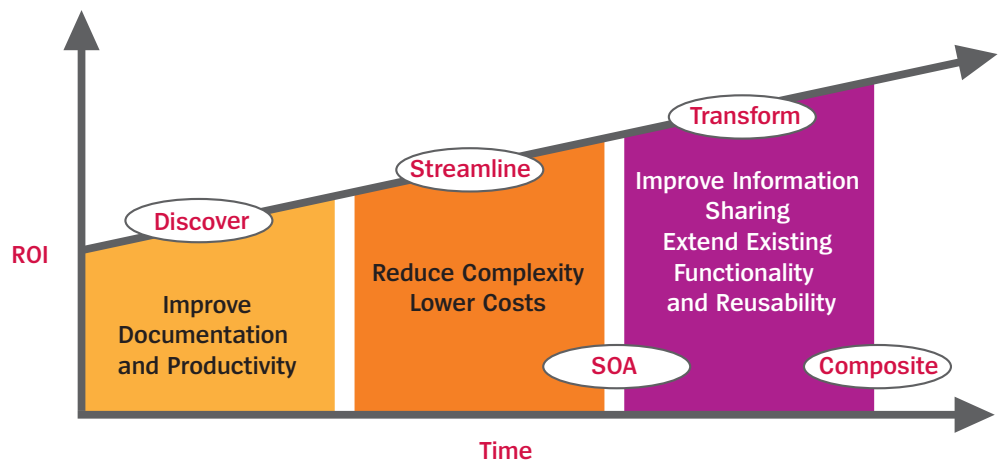 Transform
Streamline
Discover
Improve Information
Sharing
Extend Existing
Functionality
and Reusability
ROI
Reduce Complexity
Lower Costs
Improve
Documentation
and Productivity
SOA
Composite
Time